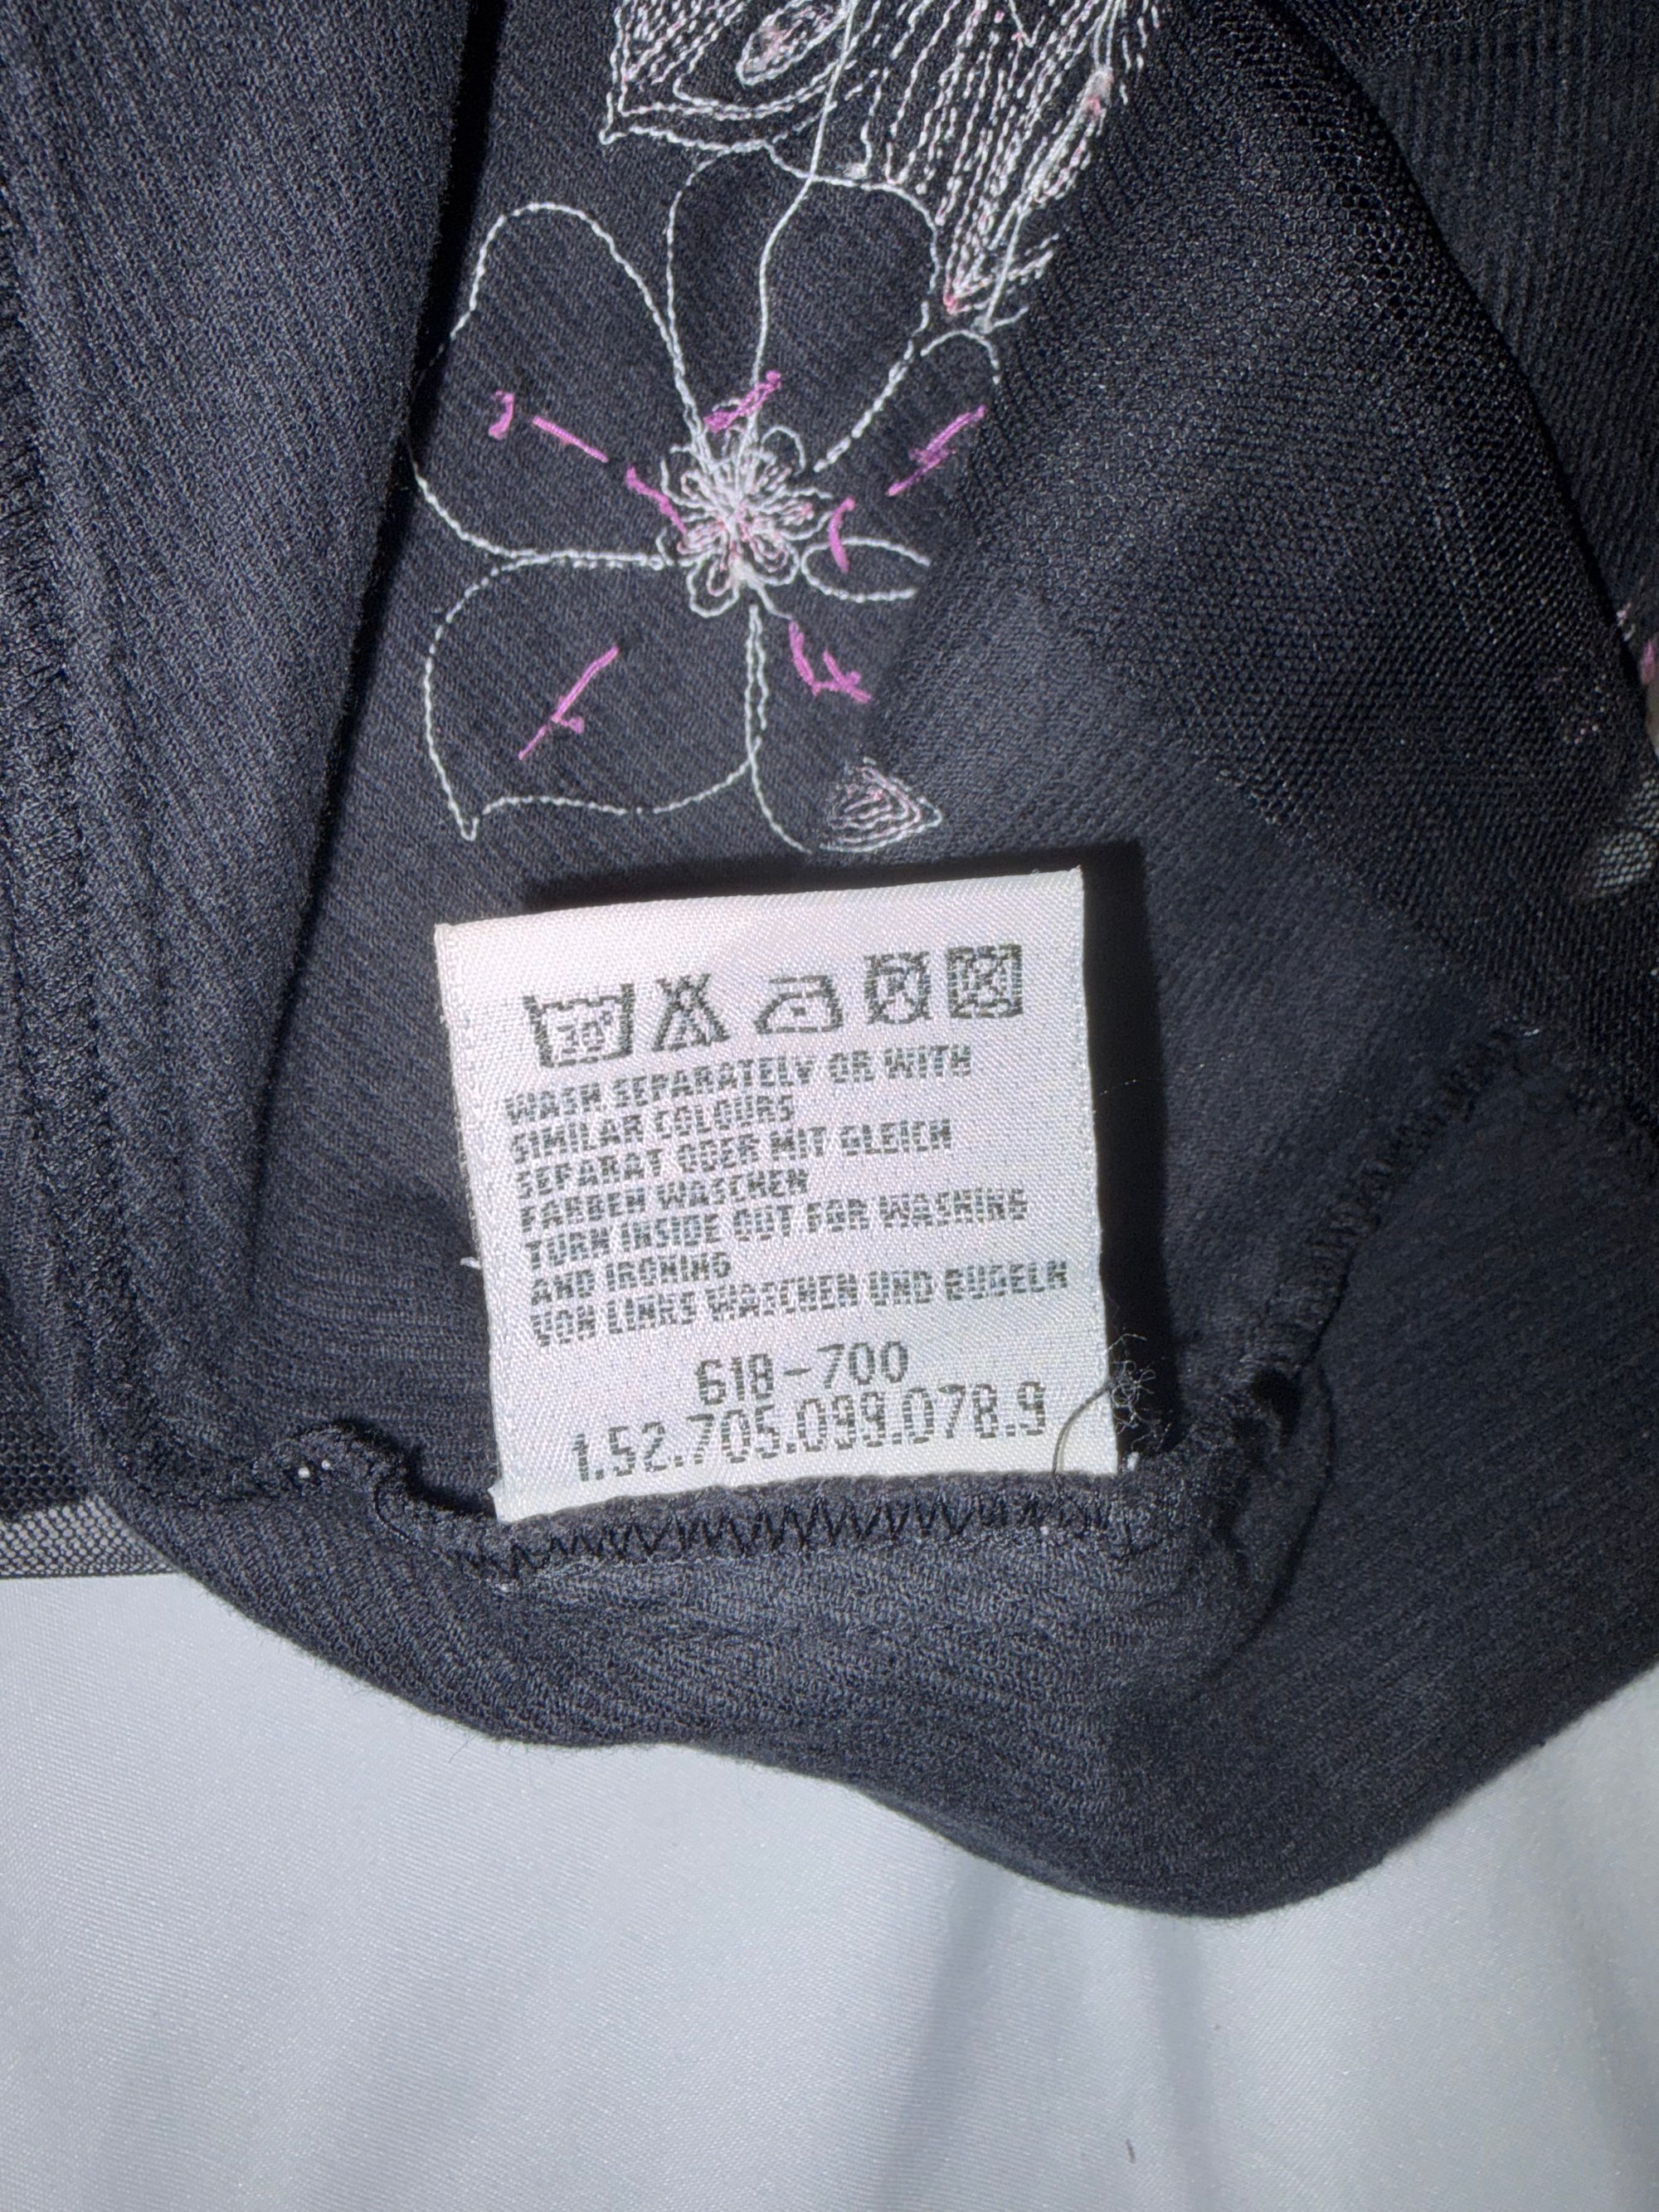 30°
WASH SEPARATELY OR WITH
SIMILAR COLOURS
SEPARAT ODER MIT GLEICH
FARBEN WASCHEN
TURN INSIDE OUT FOR WASHING
AND IRONING
VON LINKS WASCHEN UND BUGELN
618-700
1.52.705.099.078.9